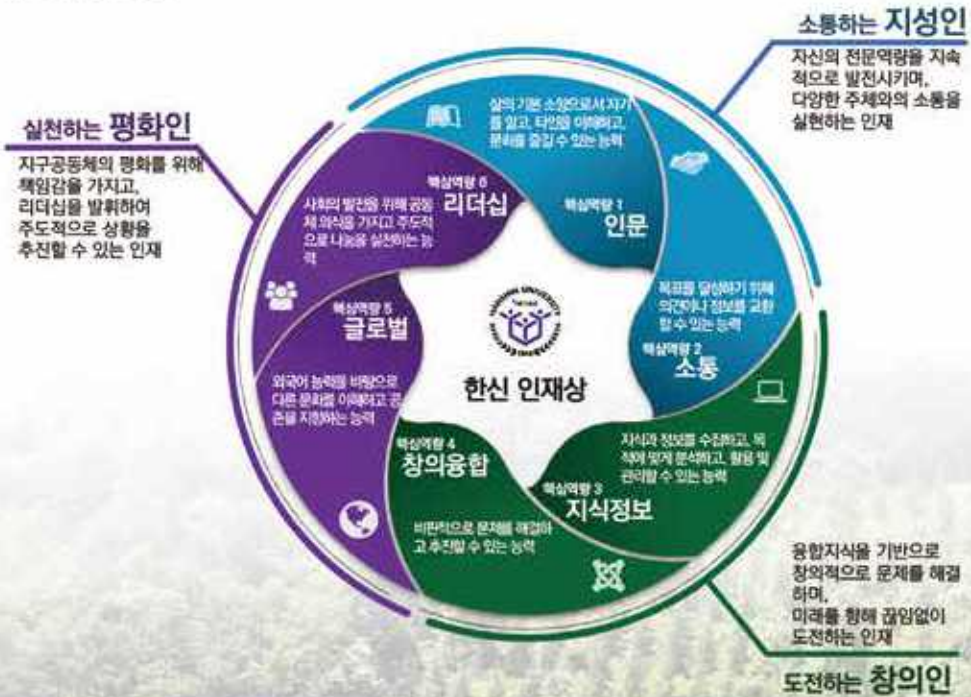 소통하는 지성인
자신의 전문역량을 지속
적으로 발전시키며,
다양한 주체와의 소통을
실현하는 인재
실천하는 평화인
지구공동체의 평화를 위해
책임감을 가지고,
리더십을 발휘하여
주도적으로 상황을
추진할 수 있는 인재
삶의 기본 소양으로서 자기
를 알고, 타인을 이해하고,
문화를 즐길 수 있는 능력
핵심역량 1
인문
목표를 달성하기 위해
의견이나 정보를 교환
할 수 있는 능력
핵심역량 2
소통
지식과 정보를 수집하고, 목
적에 맞게 분석하고, 활용 및
관리할 수 있는 능력
핵심역량 3
지식정보
핵심역량 4
창의융합
비판적으로 문제를 해결하
고 추진할 수 있는 능력
핵심역량 5
글로벌
외국어 능력을 바탕으로
다른 문화를 이해하고 공
존을 지향하는 능력
핵심역량 6
리더십
사회의 발전을 위해 공동
체 의식을 가지고 주도적
으로 나눔을 실천하는 능
력
HANSHIN UNIVERSITY
한신 인재상
융합지식을 기반으로
창의적으로 문제를 해결
하며,
미래를 향해 끊임없이
도전하는 인재
도전하는 창의인